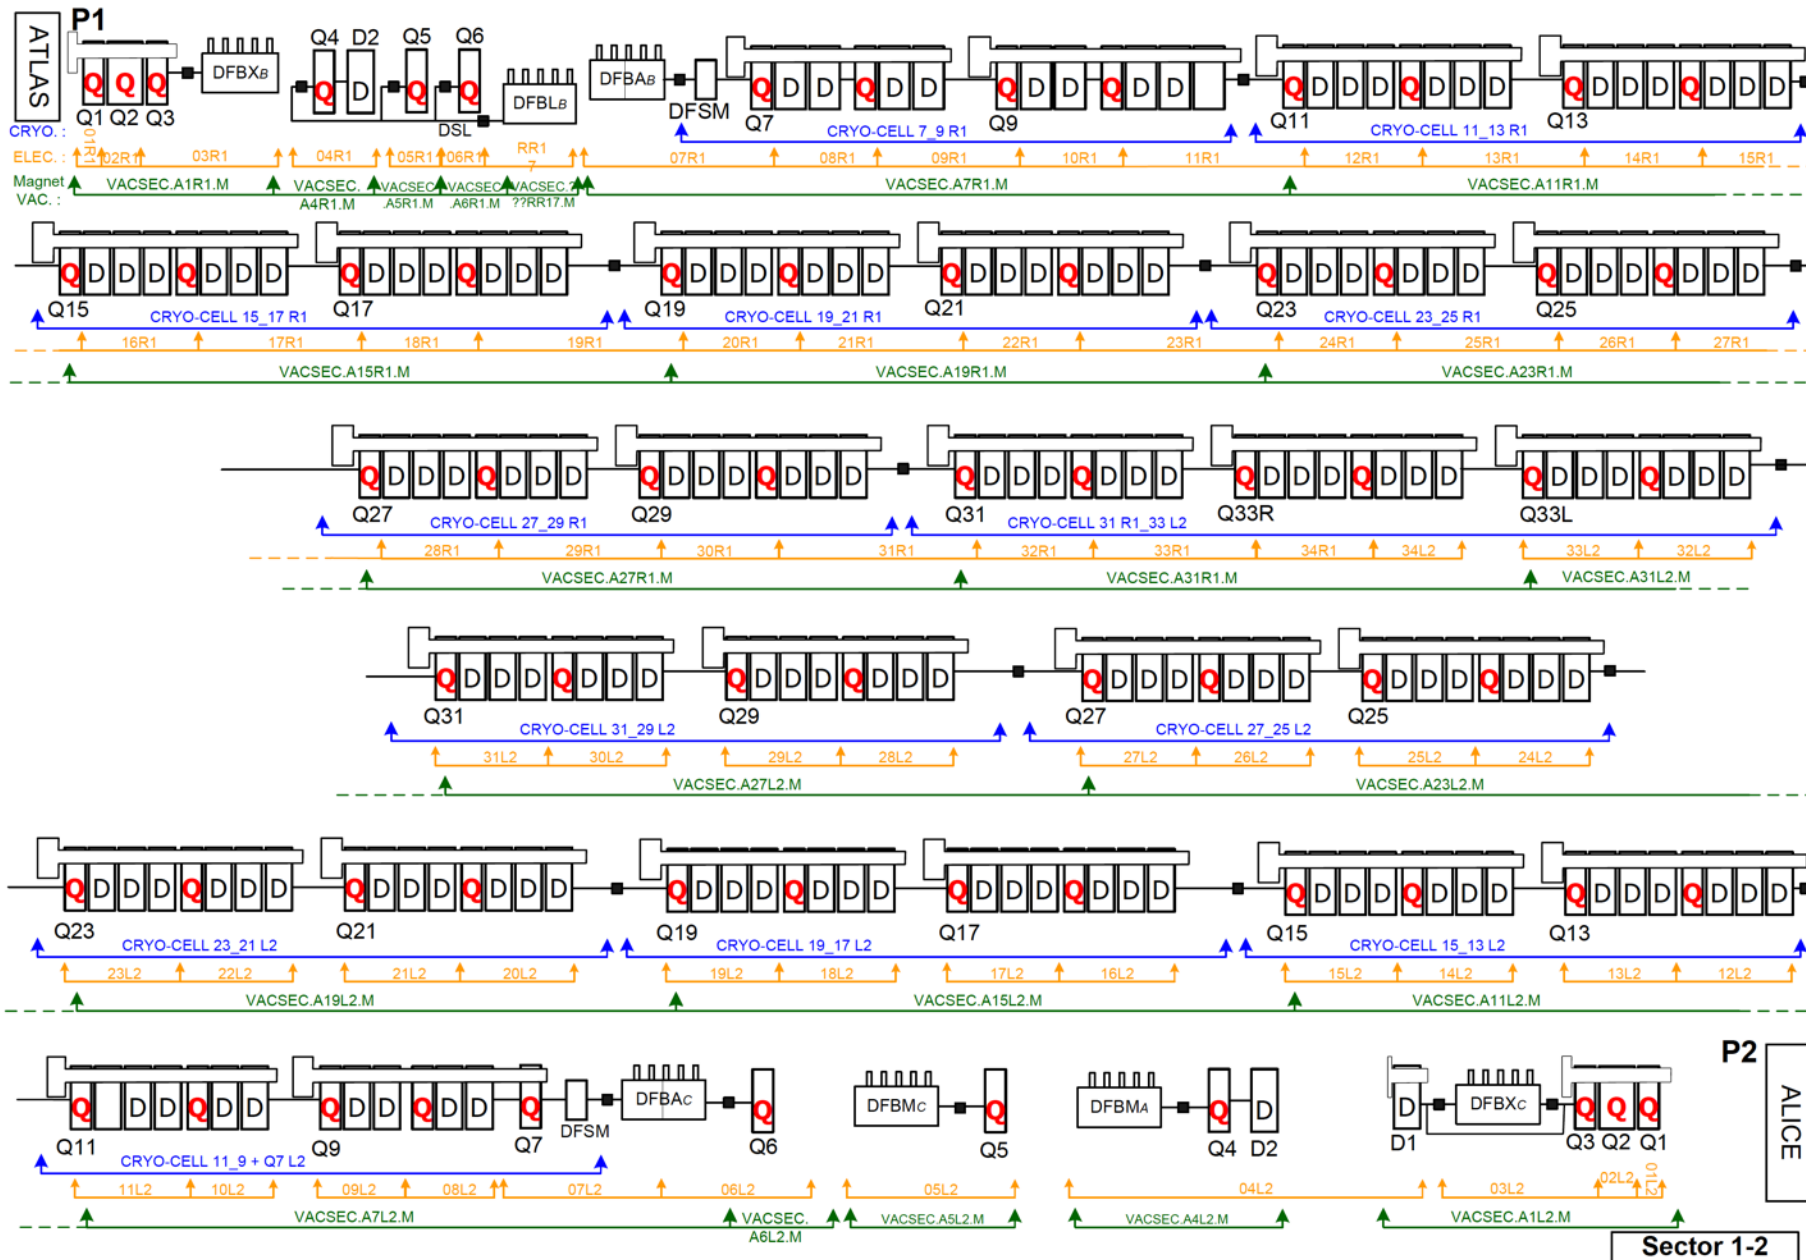 P1
ATLAS
Q4 D2 Q5 Q6
Q Q Q DFBXB Q D Q Q DFBLB DFBAB Q D D Q D D Q D D Q D D Q D D D Q D D D Q D D D Q D D D
Q1 Q2 Q3 DSL DFSM Q7 Q9 Q11 Q13
CRYO. : CRYO-CELL 7_9 R1 CRYO-CELL 11_13 R1
ELEC. : 01R1 02R1 03R1 04R1 05R1 06R1 RR1 7 07R1 08R1 09R1 10R1 11R1 12R1 13R1 14R1 15R1
Magnet VAC. : VACSEC.A1R1.M VACSEC. A4R1.M VACSEC .A5R1.M VACSEC .A6R1.M VACSEC.? ??RR17.M VACSEC.A7R1.M VACSEC.A11R1.M
Q D D D Q D D D Q D D D Q D D D Q D D D Q D D D Q D D D Q D D D Q D D D Q D D D Q D D D Q D D D
Q15 Q17 Q19 Q21 Q23 Q25
CRYO-CELL 15_17 R1 CRYO-CELL 19_21 R1 CRYO-CELL 23_25 R1
16R1 17R1 18R1 19R1 20R1 21R1 22R1 23R1 24R1 25R1 26R1 27R1
VACSEC.A15R1.M VACSEC.A19R1.M VACSEC.A23R1.M
Q D D D Q D D D Q D D D Q D D D Q D D D Q D D D Q D D D Q D D D Q D D D Q D D D
Q27 Q29 Q31 Q33R Q33L
CRYO-CELL 27_29 R1 CRYO-CELL 31 R1_33 L2
28R1 29R1 30R1 31R1 32R1 33R1 34R1 34L2 33L2 32L2
VACSEC.A27R1.M VACSEC.A31R1.M VACSEC.A31L2.M
Q D D D Q D D D Q D D D Q D D D Q D D D Q D D D Q D D D Q D D D
Q31 Q29 Q27 Q25
CRYO-CELL 31_29 L2 CRYO-CELL 27_25 L2
31L2 30L2 29L2 28L2 27L2 26L2 25L2 24L2
VACSEC.A27L2.M VACSEC.A23L2.M
Q D D D Q D D D Q D D D Q D D D Q D D D Q D D D Q D D D Q D D D Q D D D Q D D D Q D D D Q D D D
Q23 Q21 Q19 Q17 Q15 Q13
CRYO-CELL 23_21 L2 CRYO-CELL 19_17 L2 CRYO-CELL 15_13 L2
23L2 22L2 21L2 20L2 19L2 18L2 17L2 16L2 15L2 14L2 13L2 12L2
VACSEC.A19L2.M VACSEC.A15L2.M VACSEC.A11L2.M
P2
ALICE
Q D D Q D D Q D D Q D D Q DFBAC Q DFBMC Q DFBMA Q D D DFBXC Q Q Q
Q11 Q9 Q7 DFSM Q6 Q5 Q4 D2 D1 Q3 Q2 Q1
CRYO-CELL 11_9 + Q7 L2
11L2 10L2 09L2 08L2 07L2 06L2 05L2 04L2 03L2 02L2 01L2
VACSEC.A7L2.M VACSEC. A6L2.M VACSEC.A5L2.M VACSEC.A4L2.M VACSEC.A1L2.M
Sector 1-2